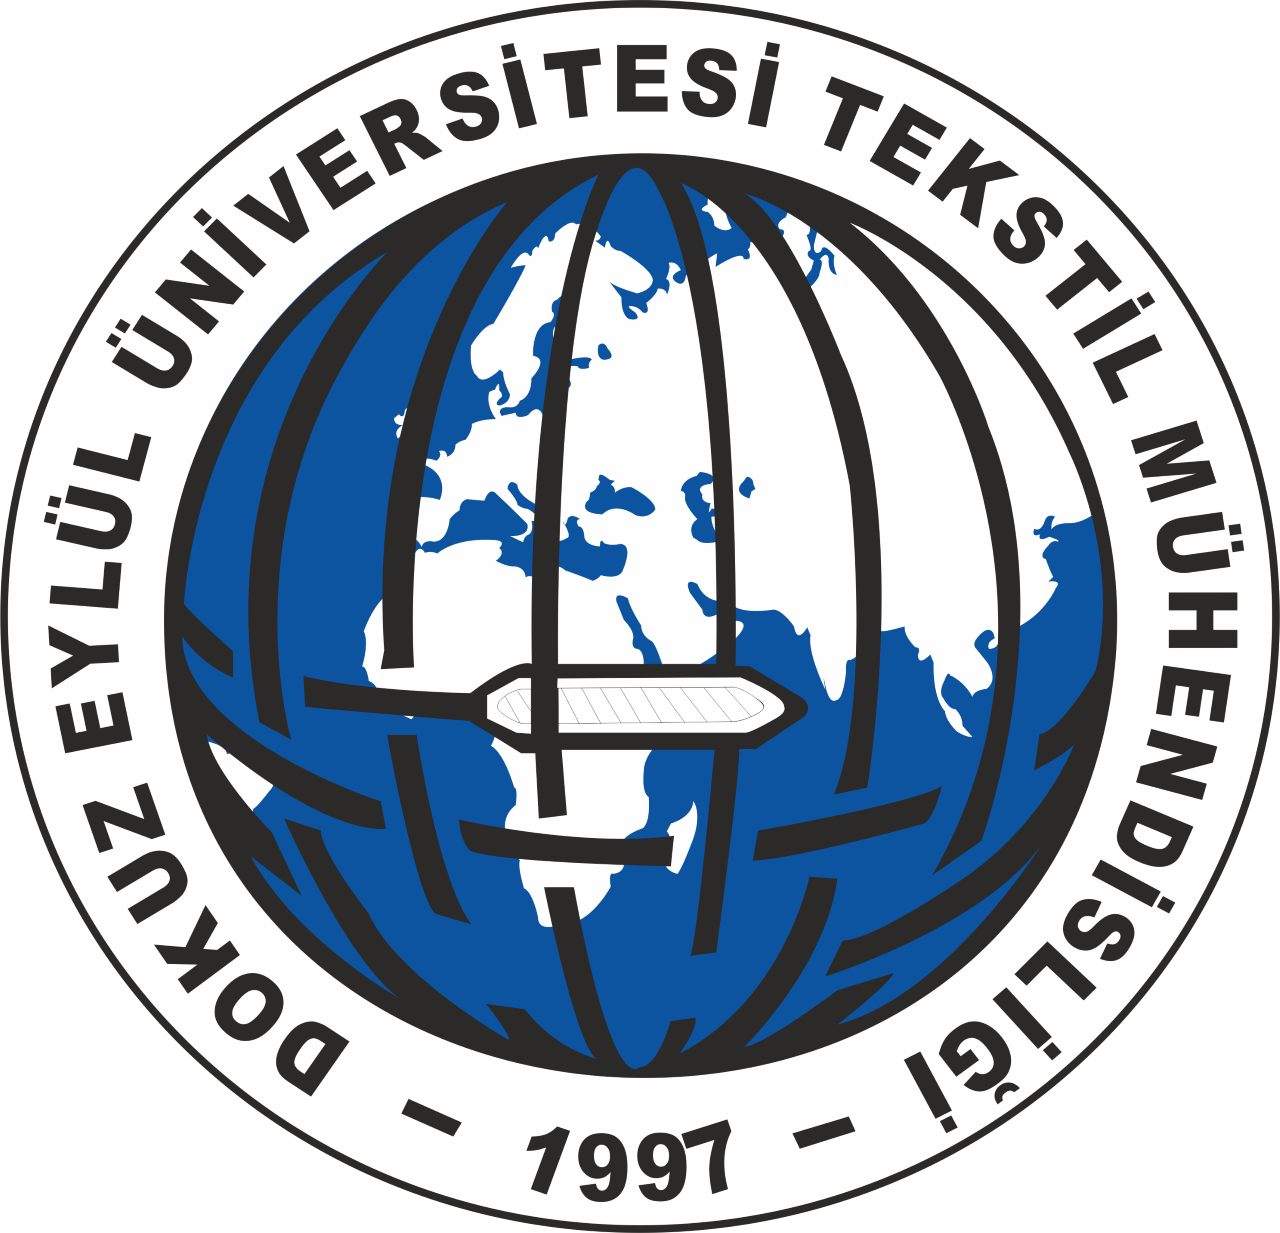 DOKUZ EYLÜL ÜNİVERSİTESİ TEKSTİL MÜHENDİSLİĞİ
- 1997 -